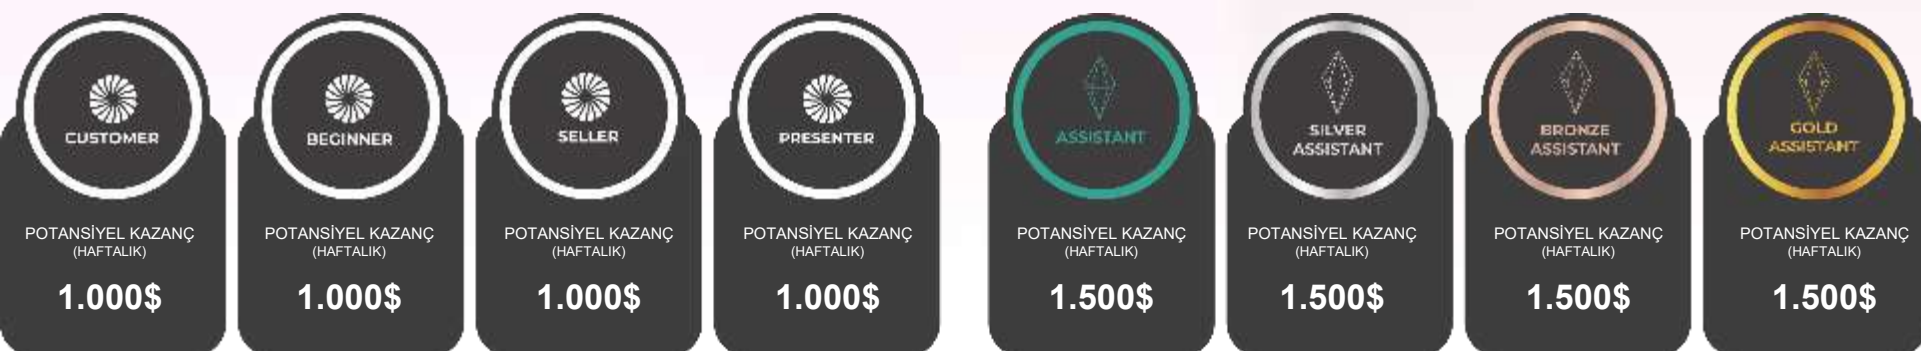 CUSTOMER
POTANSİYEL KAZANÇ
(HAFTALIK)
1.000$
BEGINNER
POTANSİYEL KAZANÇ
(HAFTALIK)
1.000$
SELLER
POTANSİYEL KAZANÇ
(HAFTALIK)
1.000$
PRESENTER
POTANSİYEL KAZANÇ
(HAFTALIK)
1.000$
ASSISTANT
POTANSİYEL KAZANÇ
(HAFTALIK)
1.500$
SILVER
ASSISTANT
POTANSİYEL KAZANÇ
(HAFTALIK)
1.500$
BRONZE
ASSISTANT
POTANSİYEL KAZANÇ
(HAFTALIK)
1.500$
GOLD
ASSISTANT
POTANSİYEL KAZANÇ
(HAFTALIK)
1.500$